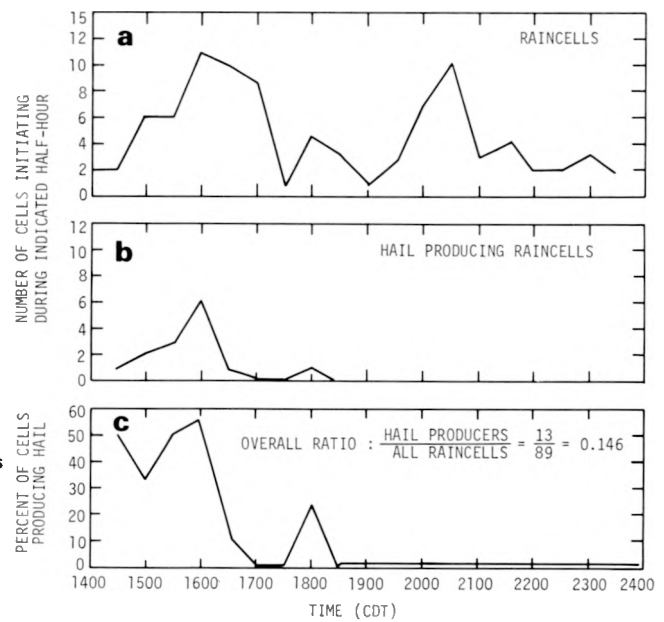 a
RAINCELLS
15
12
10
8
6
4
2
0
NUMBER OF CELLS INITIATING
DURING INDICATED HALF-HOUR
b
HAIL PRODUCING RAINCELLS
12
10
8
6
4
2
0
c
OVERALL RATIO : HAIL PRODUCERS / ALL RAINCELLS = 13 / 89 = 0.146
60
50
40
30
20
10
0
PERCENT OF CELLS
PRODUCING HAIL
1400 1500 1600 1700 1800 1900 2000 2100 2200 2300 2400
TIME (CDT)